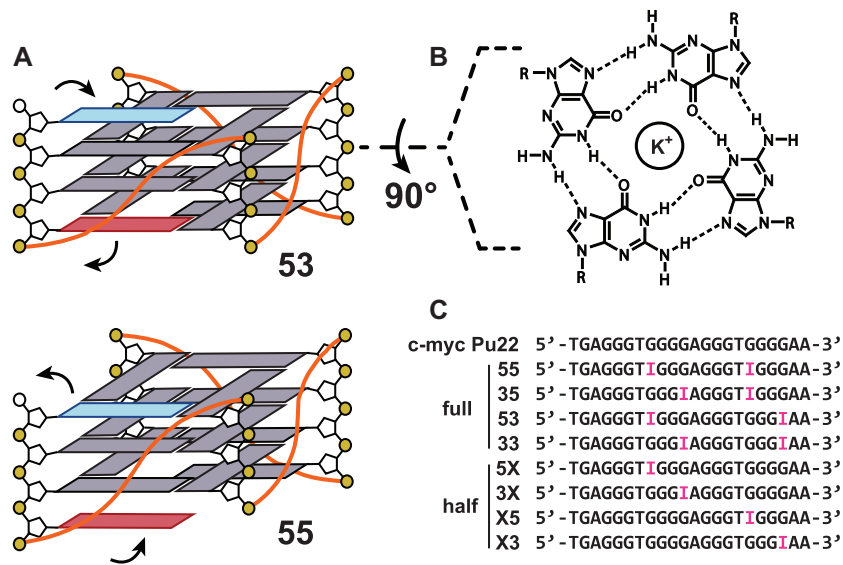 A
53
90°
B
H R
H N N N
R N N H N N
N O O H
N N H
H N N H K⁺ H N N
H
O O N
N N H N N R
H
N N N
R H
55
C
c-myc Pu22 5’-TGAGGGTGGGGAGGGTGGGGAA-3’
full
55 5’-TGAGGGTIGGGAGGGTIGGGAA-3’
35 5’-TGAGGGTGGGIAGGGTIGGGAA-3’
53 5’-TGAGGGTIGGGAGGGTGGGIAA-3’
33 5’-TGAGGGTGGGIAGGGTGGGIAA-3’
half
5X 5’-TGAGGGTIGGGAGGGTGGGGAA-3’
3X 5’-TGAGGGTGGGIAGGGTGGGGAA-3’
X5 5’-TGAGGGTGGGGAGGGTIGGGAA-3’
X3 5’-TGAGGGTGGGGAGGGTGGGIAA-3’